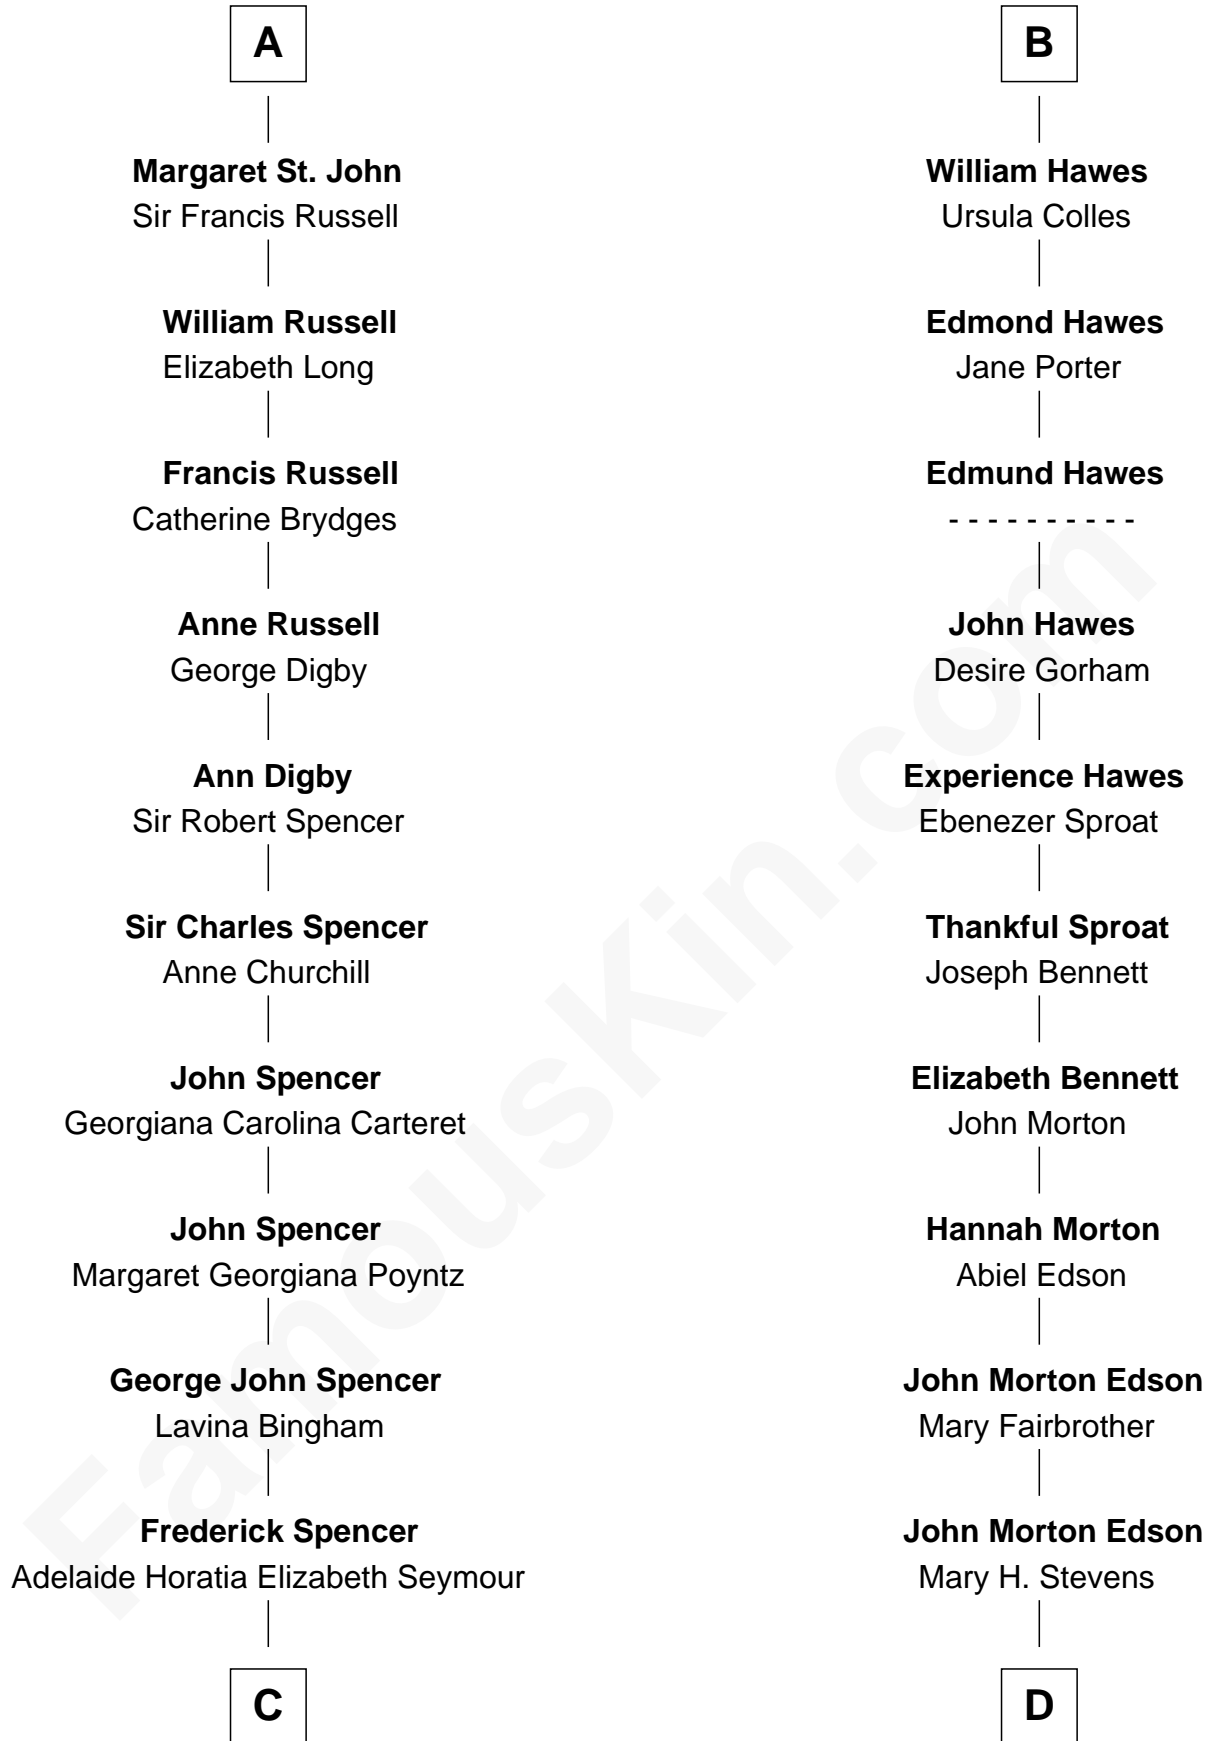 A
Margaret St. John
Sir Francis Russell
William Russell
Elizabeth Long
Francis Russell
Catherine Brydges
Anne Russell
George Digby
Ann Digby
Sir Robert Spencer
Sir Charles Spencer
Anne Churchill
John Spencer
Georgiana Carolina Carteret
John Spencer
Margaret Georgiana Poyntz
George John Spencer
Lavina Bingham
Frederick Spencer
Adelaide Horatia Elizabeth Seymour
C
B
William Hawes
Ursula Colles
Edmond Hawes
Jane Porter
Edmund Hawes
- - - - - - - - - -
John Hawes
Desire Gorham
Experience Hawes
Ebenezer Sproat
Thankful Sproat
Joseph Bennett
Elizabeth Bennett
John Morton
Hannah Morton
Abiel Edson
John Morton Edson
Mary Fairbrother
John Morton Edson
Mary H. Stevens
D
FamousKin.com